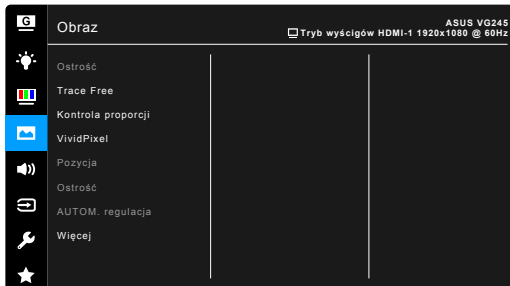 G
Obraz
ASUS VG245
Tryb wyścigów HDMI-1 1920x1080 @ 60Hz
Ostrość
Trace Free
Kontrola proporcji
VividPixel
Pozycja
Ostrość
AUTOM. regulacja
Więcej